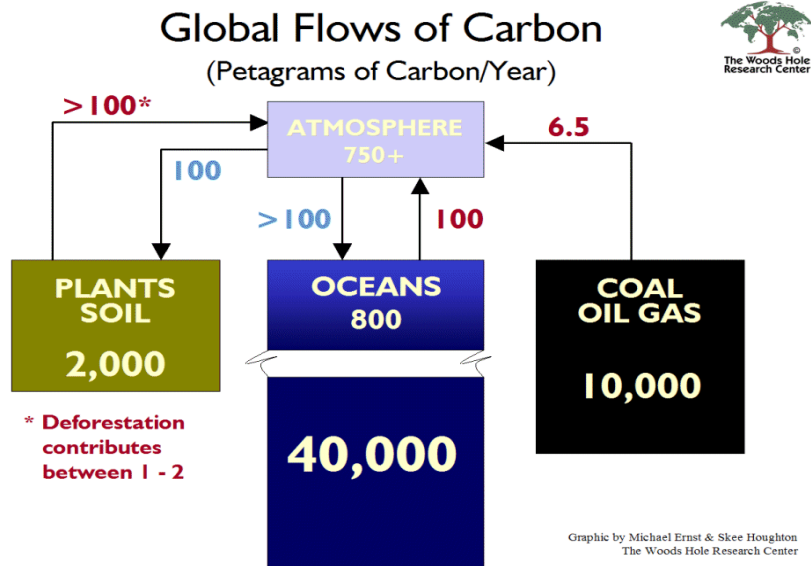 Global Flows of Carbon
(Petagrams of Carbon/Year)
©
The Woods Hole
Research Center
>100*
ATMOSPHERE
750+
6.5
100
>100
100
PLANTS
SOIL
2,000
OCEANS
800
COAL
OIL GAS
10,000
* Deforestation
contributes
between 1 - 2
40,000
Graphic by Michael Ernst & Skee Houghton
The Woods Hole Research Center